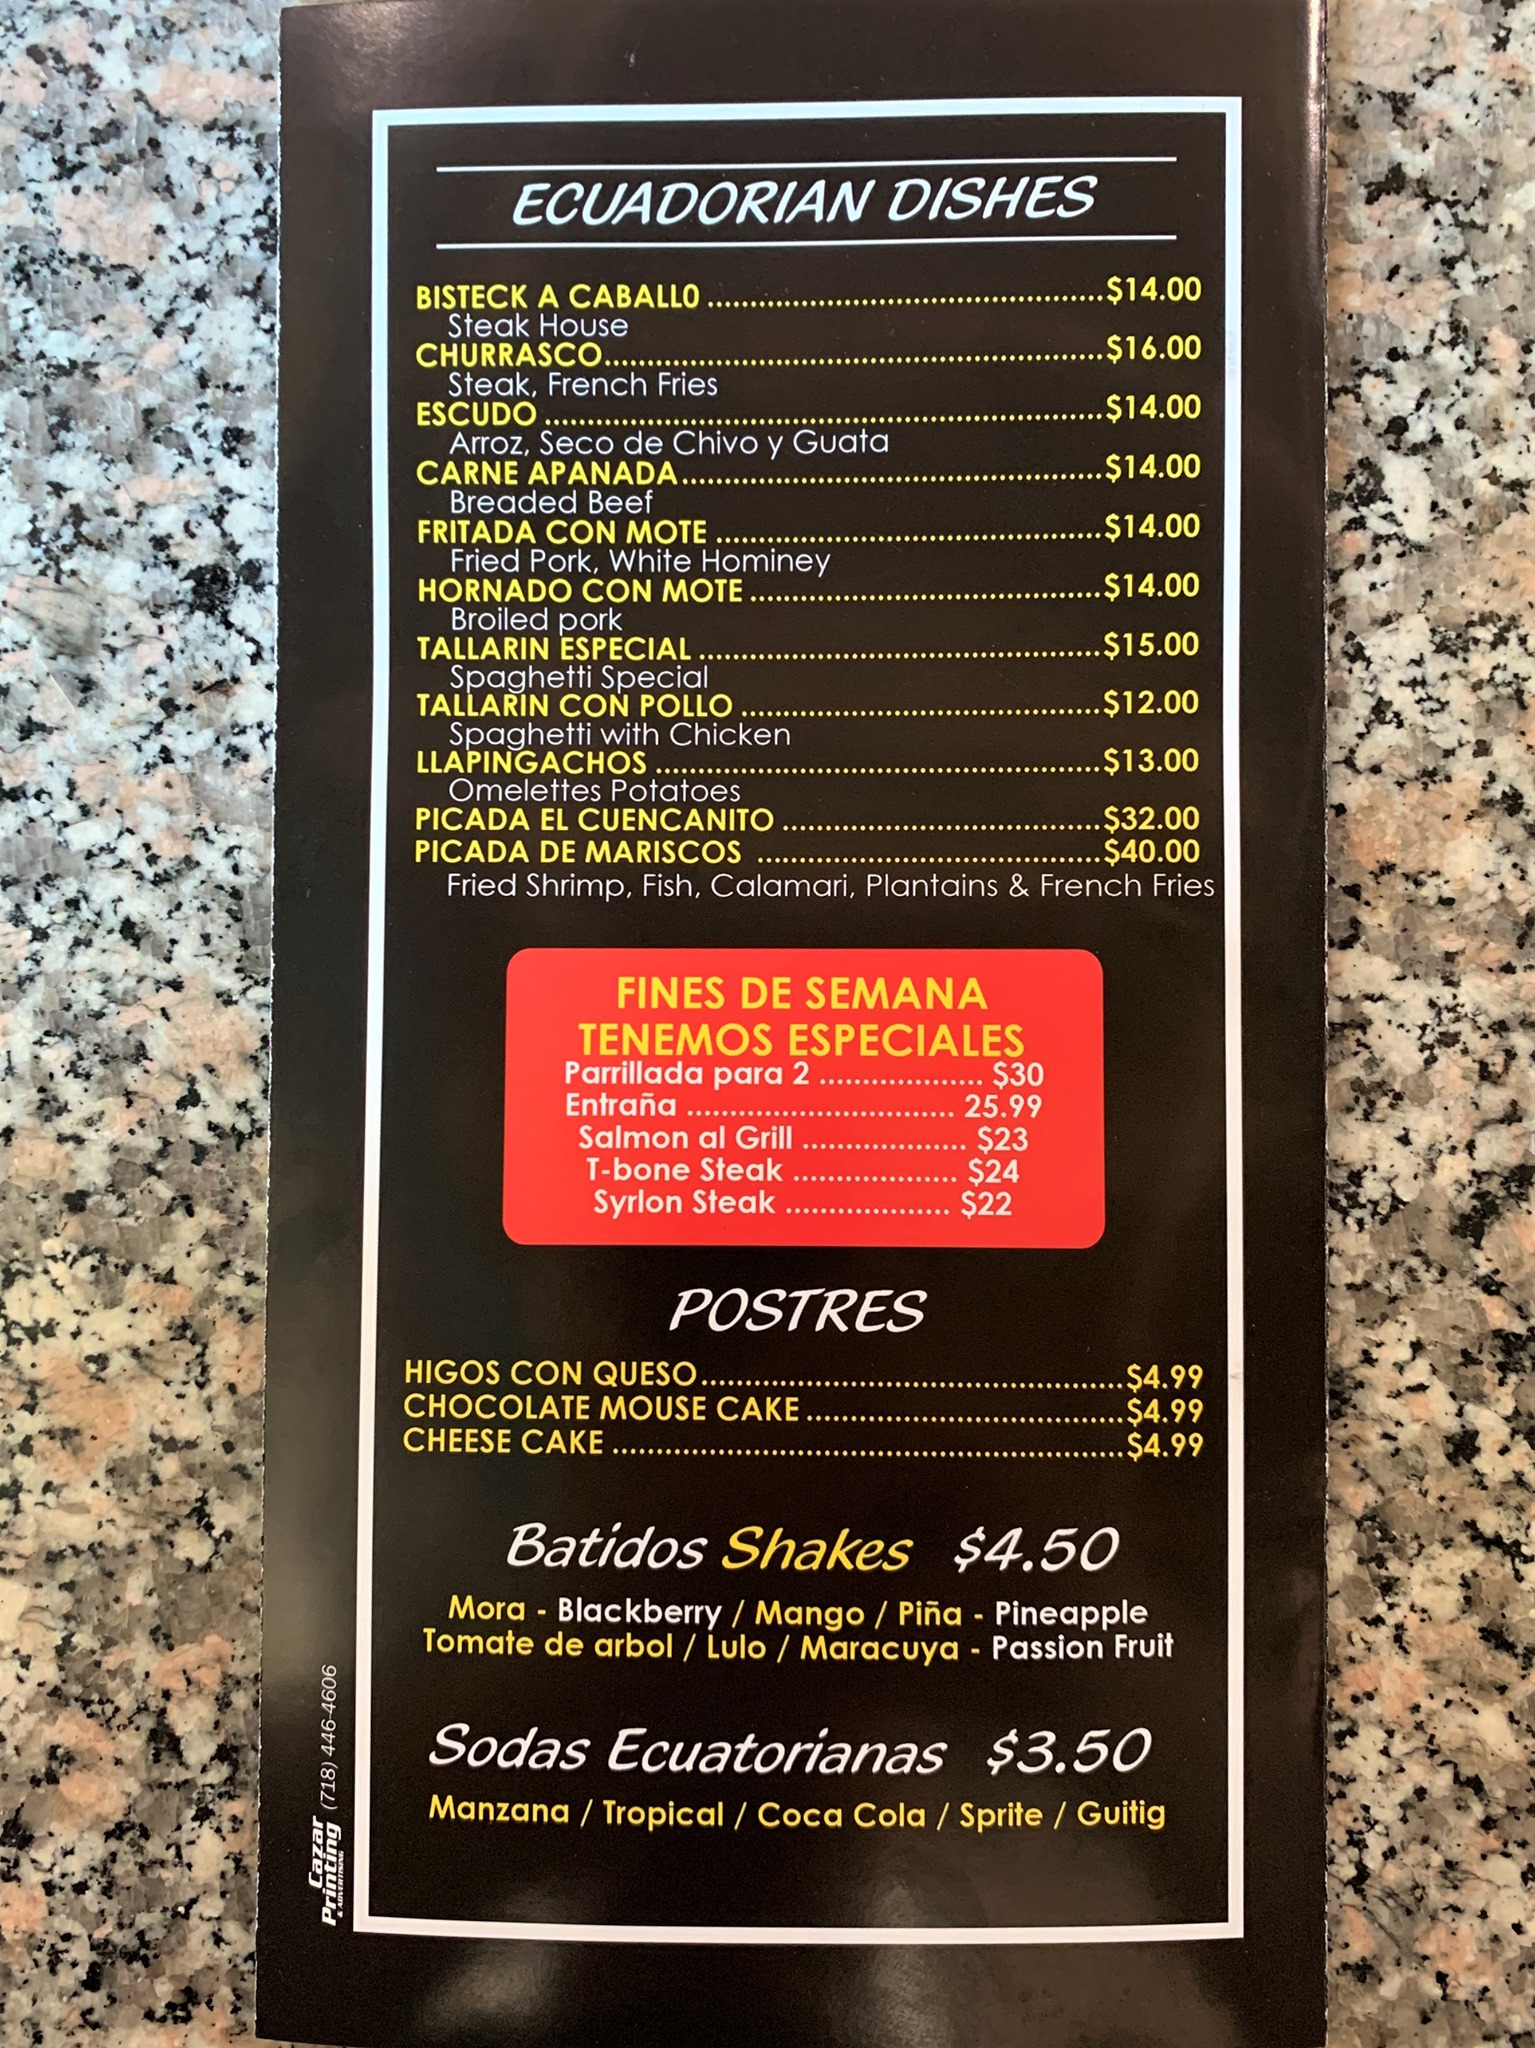 ECUADORIAN DISHES
BISTECK A CABALLO ........ $14.00
Steak House
CHURRASCO........ $16.00
Steak, French Fries
ESCUDO ........ $14.00
Arroz, Seco de Chivo y Guata
CARNE APANADA........ $14.00
Breaded Beef
FRITADA CON MOTE ........ $14.00
Fried Pork, White Hominey
HORNADO CON MOTE ........ $14.00
Broiled pork
TALLARIN ESPECIAL ........ $15.00
Spaghetti Special
TALLARIN CON POLLO ........ $12.00
Spaghetti with Chicken
LLAPINGACHOS ........ $13.00
Omelettes Potatoes
PICADA EL CUENCANITO ........ $32.00
PICADA DE MARISCOS ........ $40.00
Fried Shrimp, Fish, Calamari, Plantains & French Fries
FINES DE SEMANA
TENEMOS ESPECIALES
Parrillada para 2 ........ $30
Entraña ........ 25.99
Salmon al Grill ........ $23
T-bone Steak ........ $24
Syrlon Steak ........ $22
POSTRES
HIGOS CON QUESO........ $4.99
CHOCOLATE MOUSE CAKE ........ $4.99
CHEESE CAKE ........ $4.99
Batidos Shakes $4.50
Mora - Blackberry / Mango / Piña - Pineapple
Tomate de arbol / Lulo / Maracuya - Passion Fruit
Sodas Ecuatorianas $3.50
Manzana / Tropical / Coca Cola / Sprite / Guitig
Cazar
Printing (718) 446-4606
& ADVERTISING